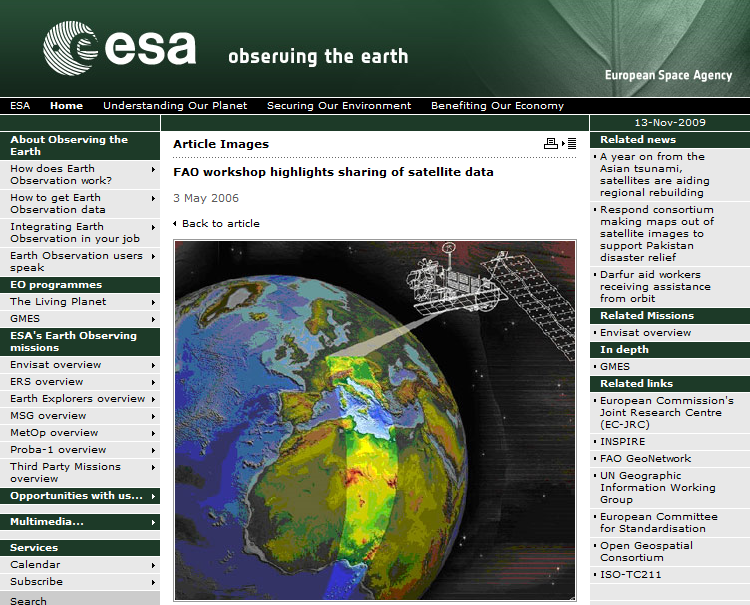 esa
observing the earth
European Space Agency
ESA Home Understanding Our Planet Securing Our Environment Benefiting Our Economy
13-Nov-2009
About Observing the
Earth
How does Earth
Observation work?
How to get Earth
Observation data
Integrating Earth
Observation in your job
Earth Observation users
speak
EO programmes
The Living Planet
GMES
ESA's Earth Observing
missions
Envisat overview
ERS overview
Earth Explorers overview
MSG overview
MetOp overview
Proba-1 overview
Third Party Missions
overview
Opportunities with us...
Multimedia...
Services
Calendar
Subscribe
Search
Article Images
FAO workshop highlights sharing of satellite data
3 May 2006
Back to article
Related news
A year on from the
Asian tsunami,
satellites are aiding
regional rebuilding
Respond consortium
making maps out of
satellite images to
support Pakistan
disaster relief
Darfur aid workers
receiving assistance
from orbit
Related Missions
Envisat overview
In depth
GMES
Related links
European Commission's
Joint Research Centre
(EC-JRC)
INSPIRE
FAO GeoNetwork
UN Geographic
Information Working
Group
European Committee
for Standardisation
Open Geospatial
Consortium
ISO-TC211